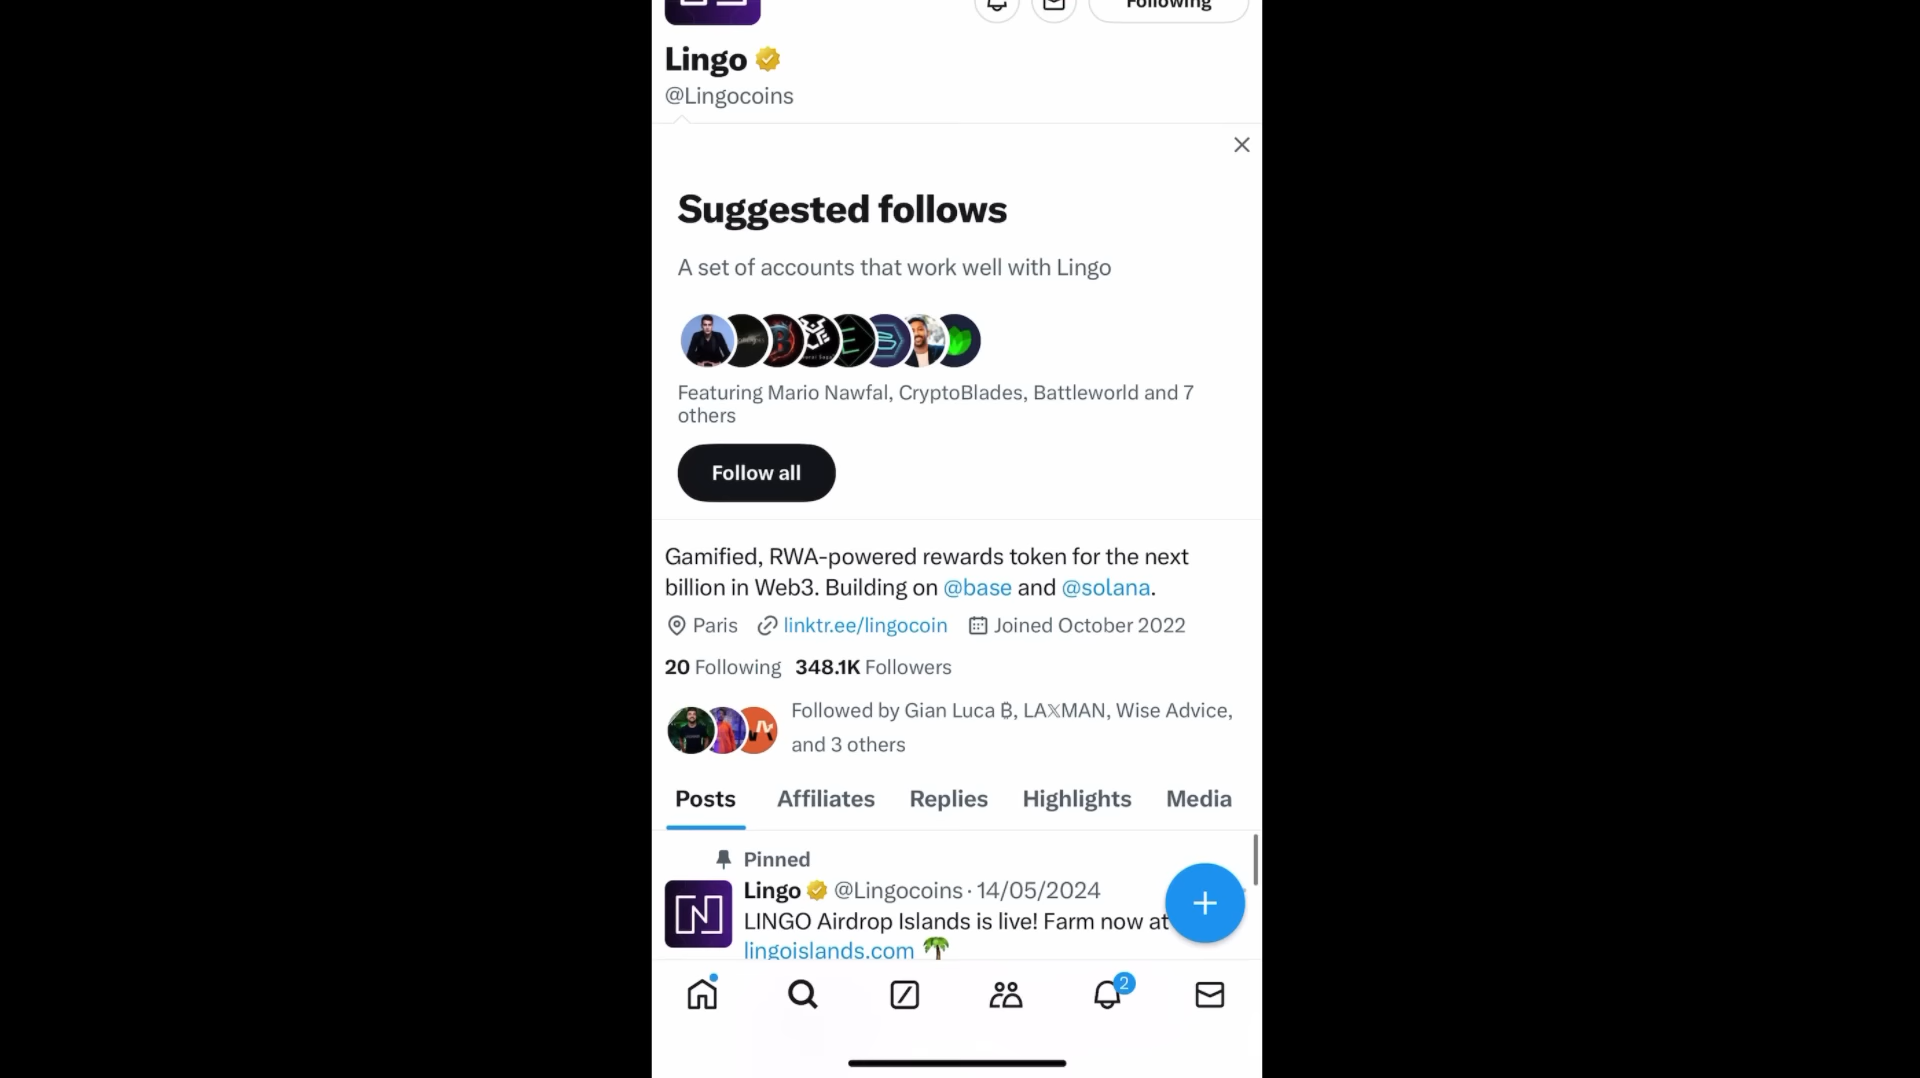 Following
Lingo
@Lingocoins
Suggested follows
A set of accounts that work well with Lingo
Featuring Mario Nawfal, CryptoBlades, Battleworld and 7
others
Follow all
Gamified, RWA-powered rewards token for the next
billion in Web3. Building on @base and @solana.
Paris linktr.ee/lingocoin Joined October 2022
20 Following 348.1K Followers
Followed by Gian Luca ₿, LA𝕏MAN, Wise Advice,
and 3 others
Posts Affiliates Replies Highlights Media
Pinned
Lingo @Lingocoins · 14/05/2024
LINGO Airdrop Islands is live! Farm now at
lingoislands.com 🌴
2